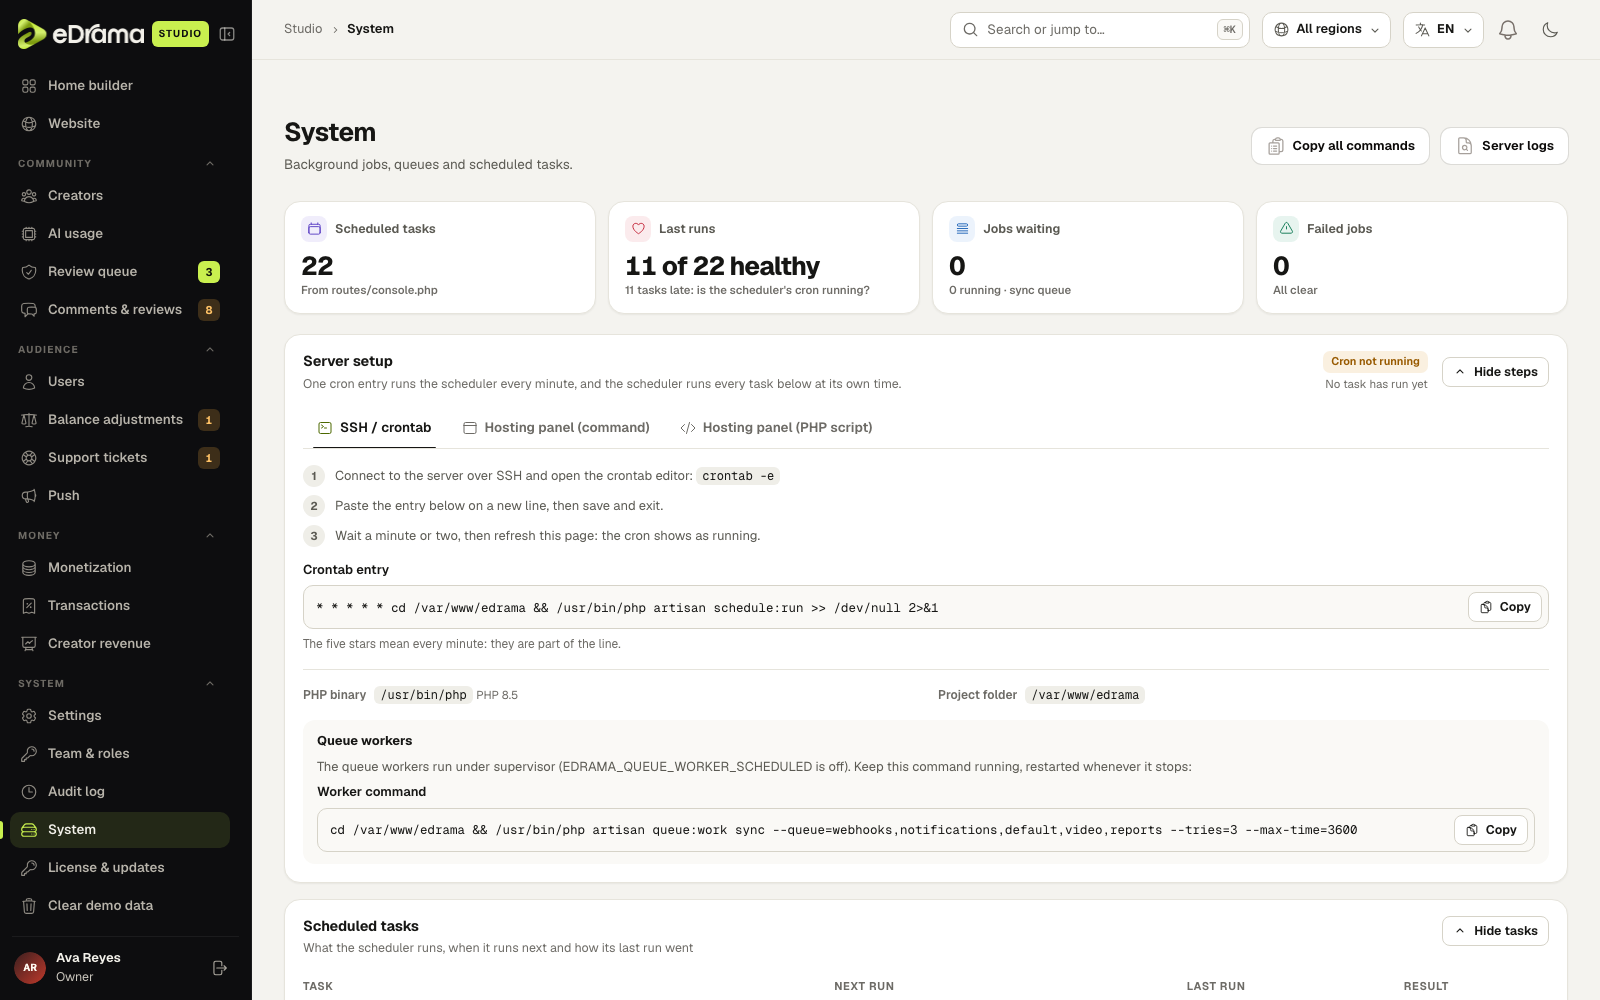 eDrama STUDIO
Home builder
Website
COMMUNITY
Creators
AI usage
Review queue 3
Comments & reviews 8
AUDIENCE
Users
Balance adjustments 1
Support tickets 1
Push
MONEY
Monetization
Transactions
Creator revenue
SYSTEM
Settings
Team & roles
Audit log
System
License & updates
Clear demo data
AR
Ava Reyes
Owner
Studio › System
Search or jump to... ⌘K
All regions
EN
System
Background jobs, queues and scheduled tasks.
Copy all commands
Server logs
Scheduled tasks
22
From routes/console.php
Last runs
11 of 22 healthy
11 tasks late: is the scheduler's cron running?
Jobs waiting
0
0 running · sync queue
Failed jobs
0
All clear
Server setup
One cron entry runs the scheduler every minute, and the scheduler runs every task below at its own time.
Cron not running
No task has run yet
Hide steps
SSH / crontab
Hosting panel (command)
Hosting panel (PHP script)
1 Connect to the server over SSH and open the crontab editor: crontab -e
2 Paste the entry below on a new line, then save and exit.
3 Wait a minute or two, then refresh this page: the cron shows as running.
Crontab entry
* * * * * cd /var/www/edrama && /usr/bin/php artisan schedule:run >> /dev/null 2>&1
Copy
The five stars mean every minute: they are part of the line.
PHP binary /usr/bin/php PHP 8.5
Project folder /var/www/edrama
Queue workers
The queue workers run under supervisor (EDRAMA_QUEUE_WORKER_SCHEDULED is off). Keep this command running, restarted whenever it stops:
Worker command
cd /var/www/edrama && /usr/bin/php artisan queue:work sync --queue=webhooks,notifications,default,video,reports --tries=3 --max-time=3600
Copy
Scheduled tasks
What the scheduler runs, when it runs next and how its last run went
Hide tasks
TASK NEXT RUN LAST RUN RESULT